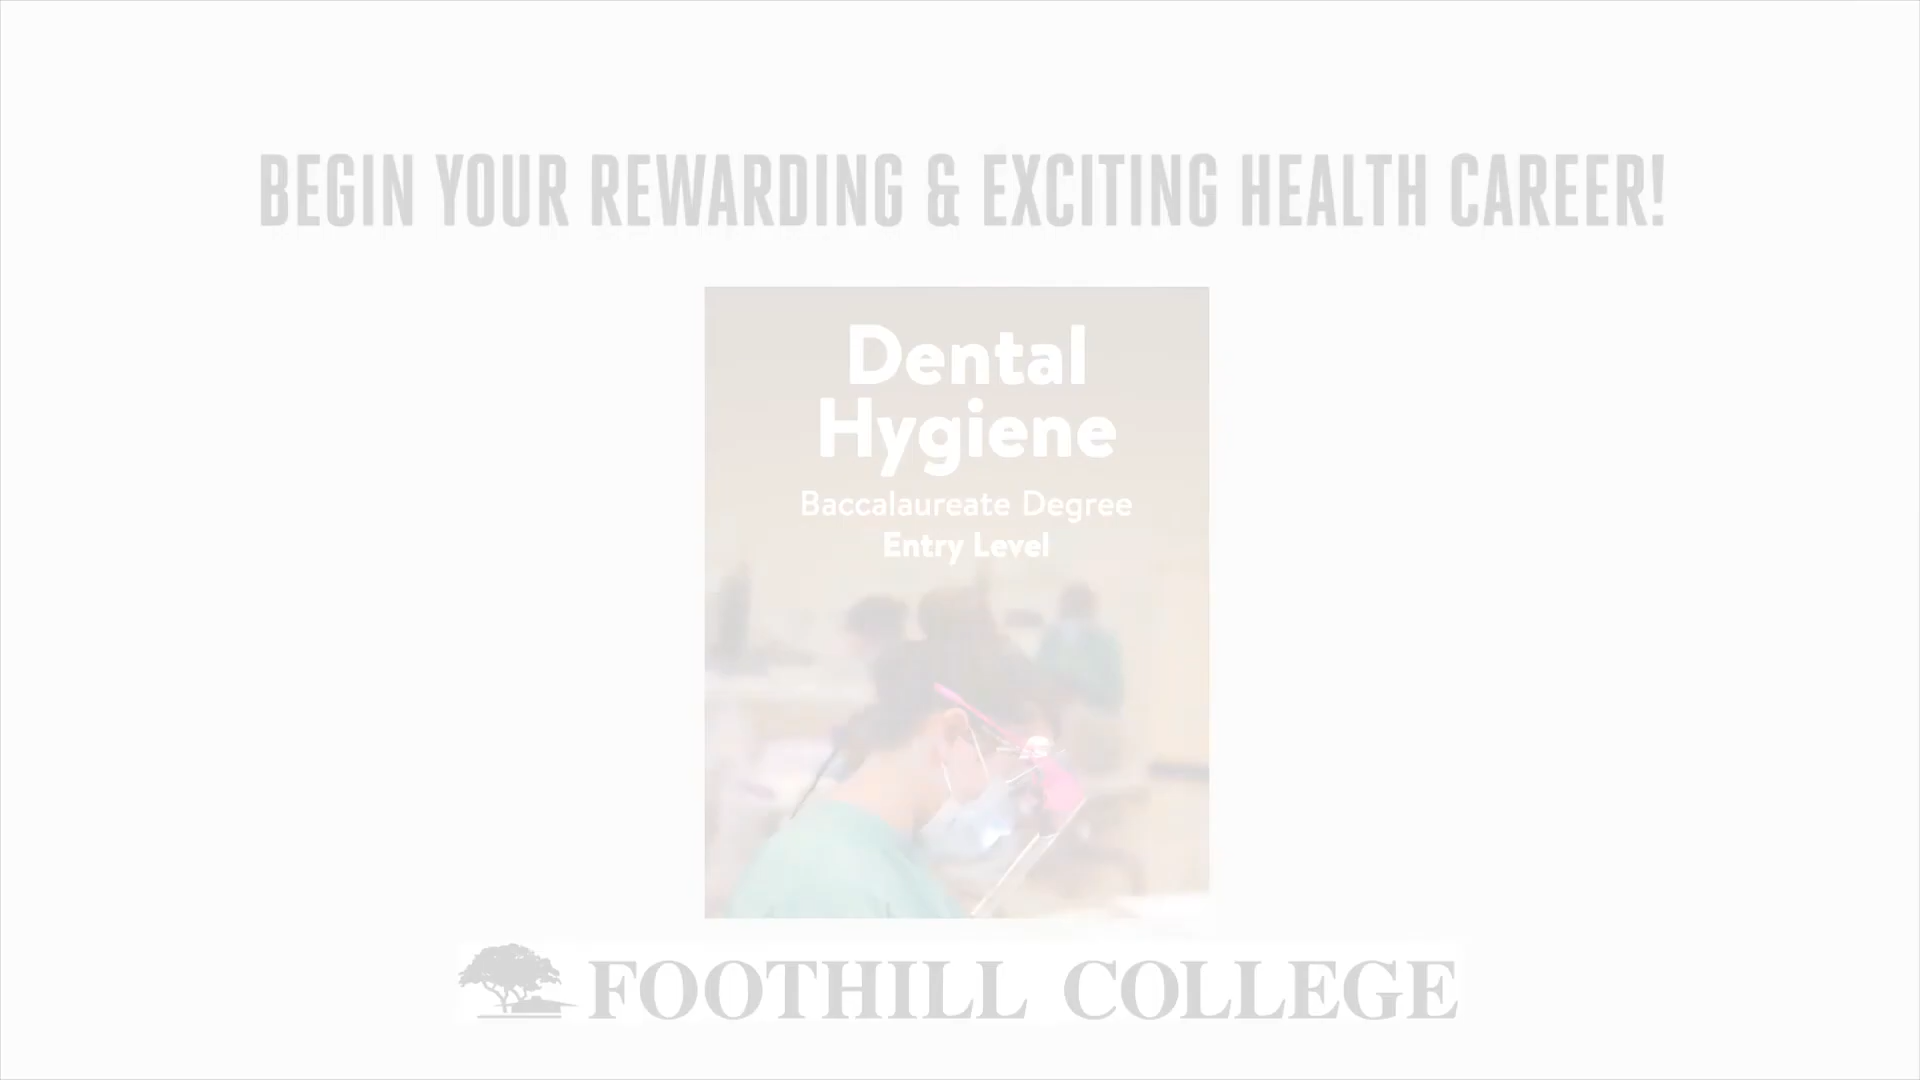 BEGIN YOUR REWARDING & EXCITING HEALTH CAREER!
Dental
Hygiene
Baccalaureate Degree
Entry Level
FOOTHILL COLLEGE